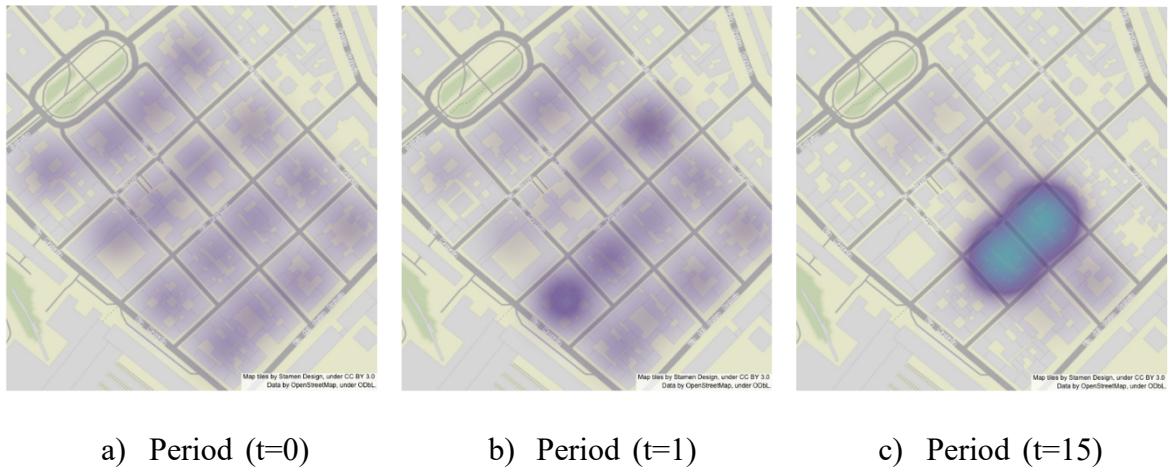 Map tiles by Stamen Design, under CC BY 3.0
Data by OpenStreetMap, under ODbL.
Map tiles by Stamen Design, under CC BY 3.0
Data by OpenStreetMap, under ODbL.
Map tiles by Stamen Design, under CC BY 3.0
Data by OpenStreetMap, under ODbL.
a) Period (t=0)
b) Period (t=1)
c) Period (t=15)